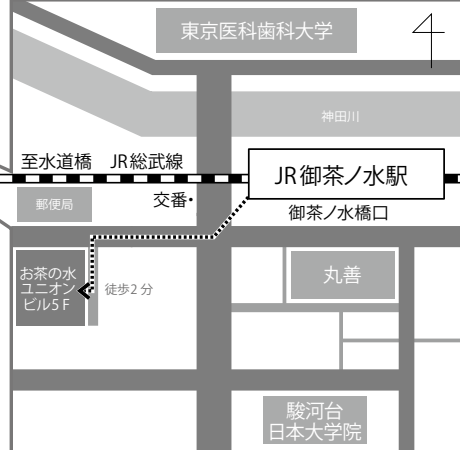 東京医科歯科大学
神田川
至水道橋 JR総武線
JR御茶ノ水駅
郵便局
交番
御茶ノ水橋口
お茶の水
ユニオン
ビル5F
徒歩2分
丸善
駿河台
日本大学院